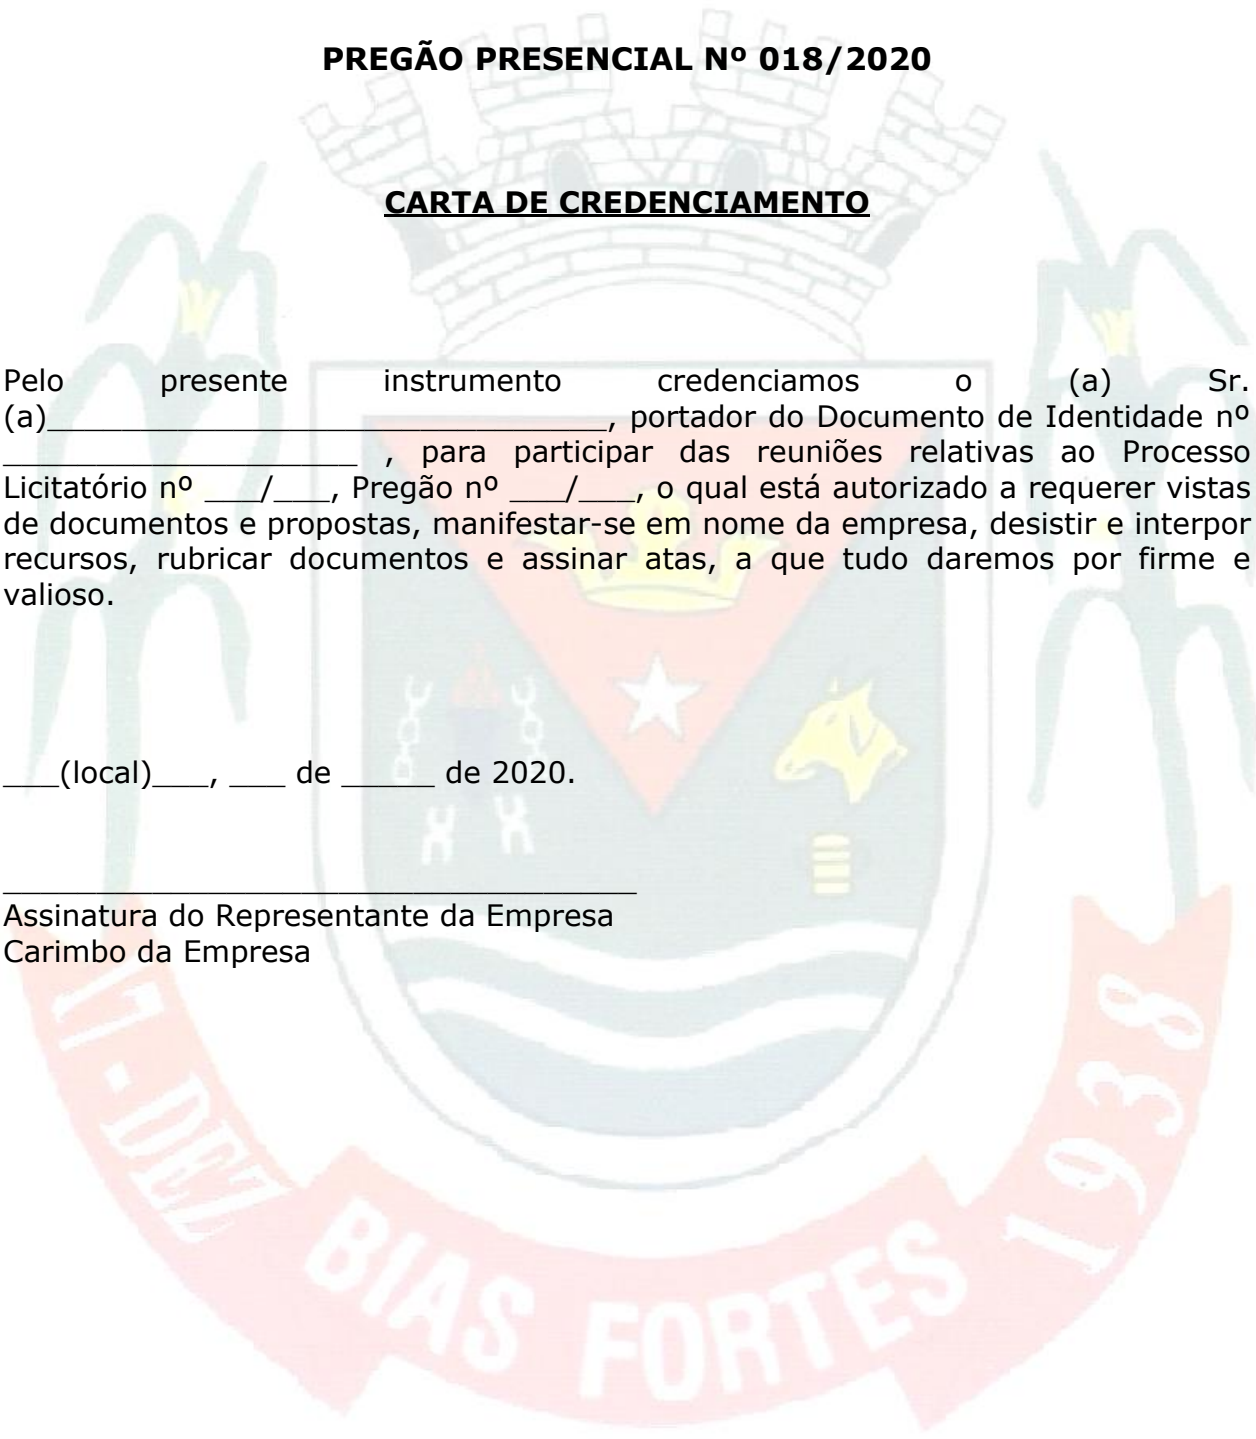 PREGÃO PRESENCIAL Nº 018/2020
CARTA DE CREDENCIAMENTO
Pelo presente instrumento credenciamos o (a) Sr.
(a)______________________________, portador do Documento de Identidade nº
___________________ , para participar das reuniões relativas ao Processo
Licitatório nº ___/___, Pregão nº ___/___, o qual está autorizado a requerer vistas
de documentos e propostas, manifestar-se em nome da empresa, desistir e interpor
recursos, rubricar documentos e assinar atas, a que tudo daremos por firme e
valioso.
___(local)___, ___ de _____ de 2020.
__________________________________
Assinatura do Representante da Empresa
Carimbo da Empresa
17-DEZ BIAS FORTES 1938